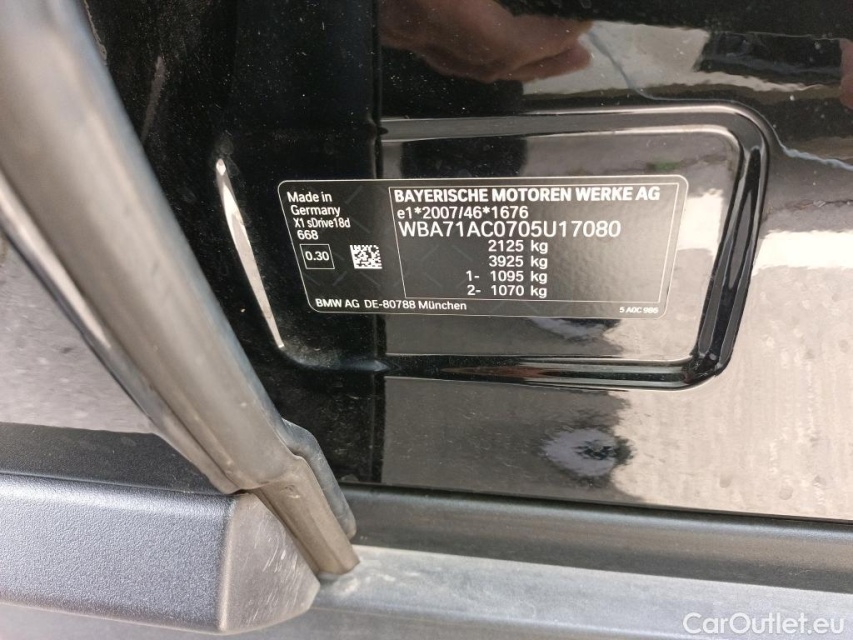 Made in
Germany
X1 sDrive18d
668
0.30
BAYERISCHE MOTOREN WERKE AG
e1*2007/46*1676
WBA71AC0705U17080
2125 kg
3925 kg
1- 1095 kg
2- 1070 kg
BMW AG DE-80788 München
5 A0C 986
CarOutlet.eu